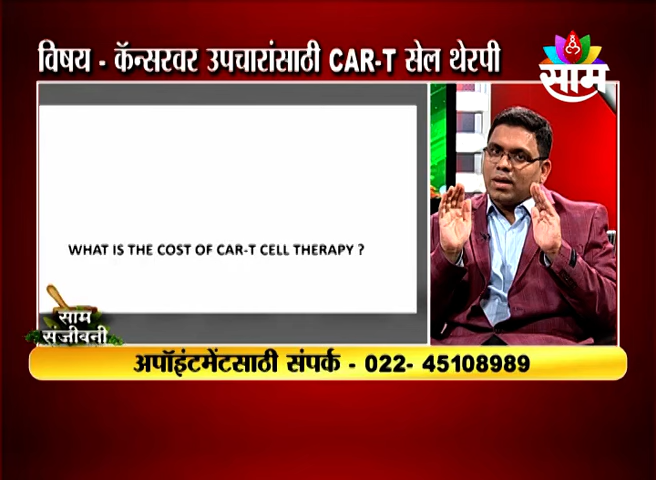 विषय - कॅन्सरवर उपचारांसाठी CAR-T सेल थेरपी
साम
WHAT IS THE COST OF CAR-T CELL THERAPY ?
साम
संजीवनी
अपॉइंटमेंटसाठी संपर्क - 022- 45108989